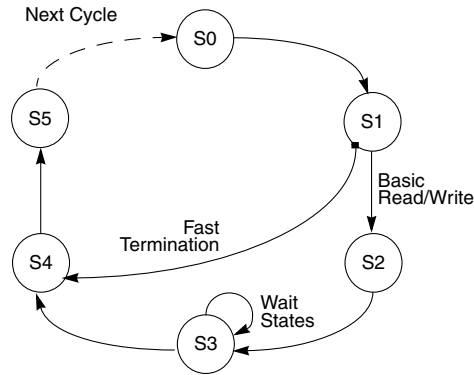 Next Cycle
S0
S5
S1
Basic
Read/Write
Fast
Termination
S4
S2
Wait
States
S3